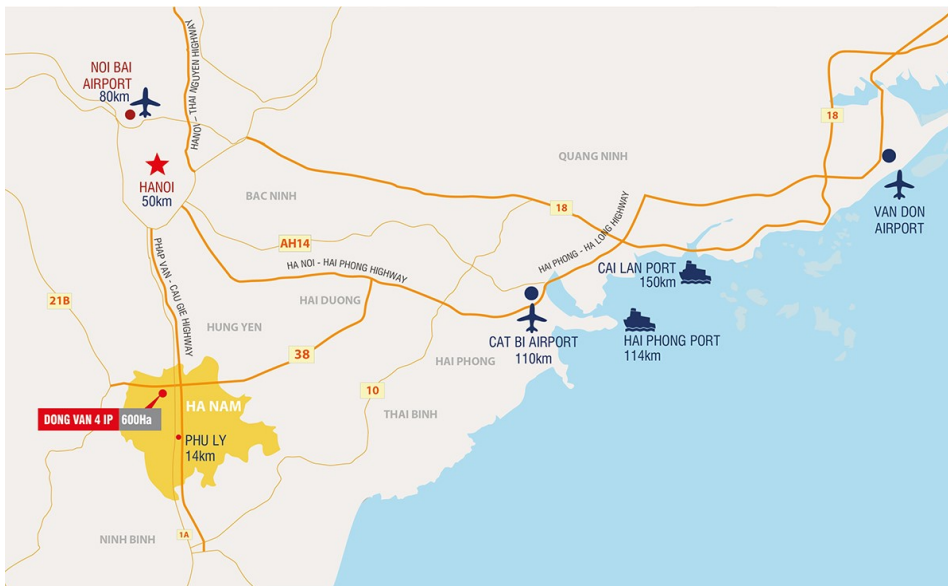 NOI BAI
AIRPORT
80km
HANOI - THAI NGUYEN HIGHWAY
18
QUANG NINH
HANOI
50km
BAC NINH
VAN DON
AIRPORT
18
HAI PHONG - HA LONG HIGHWAY
AH14
PHAP VAN - CAU GIE HIGHWAY
HA NOI - HAI PHONG HIGHWAY
CAI LAN PORT
150km
21B
HAI DUONG
HUNG YEN
CAT BI AIRPORT
110km
HAI PHONG PORT
114km
38
HAI PHONG
10
HA NAM
THAI BINH
DONG VAN 4 IP 600Ha
PHU LY
14km
1A
NINH BINH